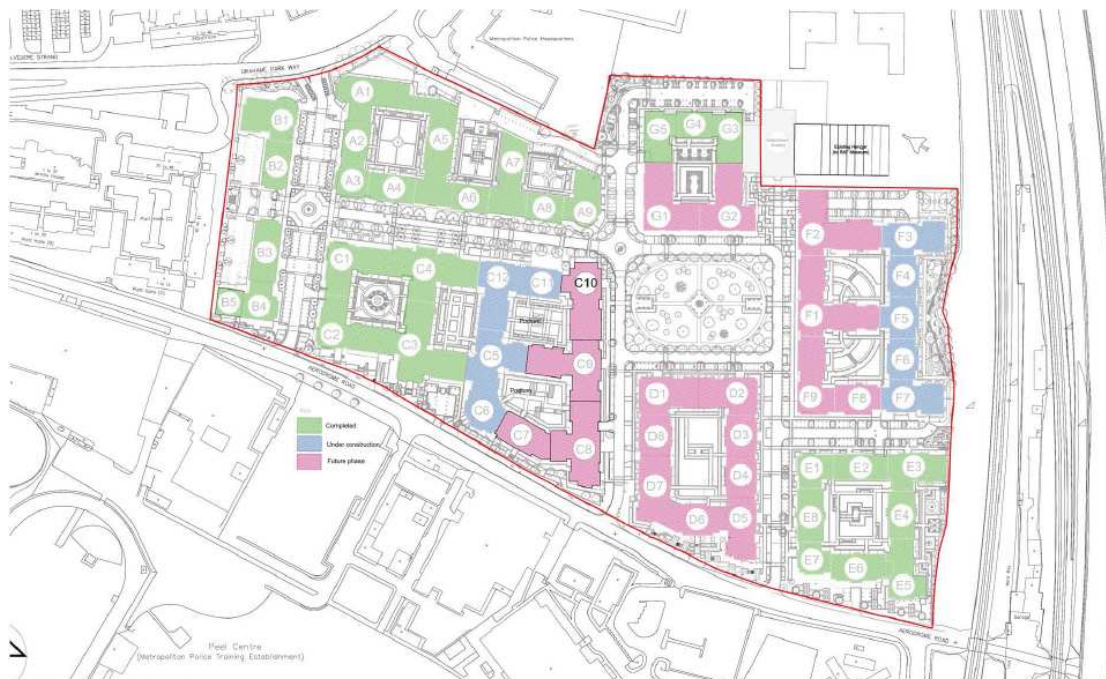 GRAHAME PARK WAY
Metropolitan Police Headquarters
A1
B1
A2
A5
G5
G4
G3
B2
A7
A3
A4
A6
A8
A9
G1
G2
F2
F3
B3
C1
C4
C12
C11
C10
F4
B5
B4
Podium
F1
F5
C2
C3
C5
C9
F6
AERODROME ROAD
Podium
D1
D2
F9
F8
F7
C6
C7
C8
D8
D3
Completed
Under construction
Future phase
D7
D4
E1
E2
E3
D6
D5
E8
E4
E7
E6
E5
AERODROME ROAD
Peel Centre
(Metropolitan Police Training Establishment)